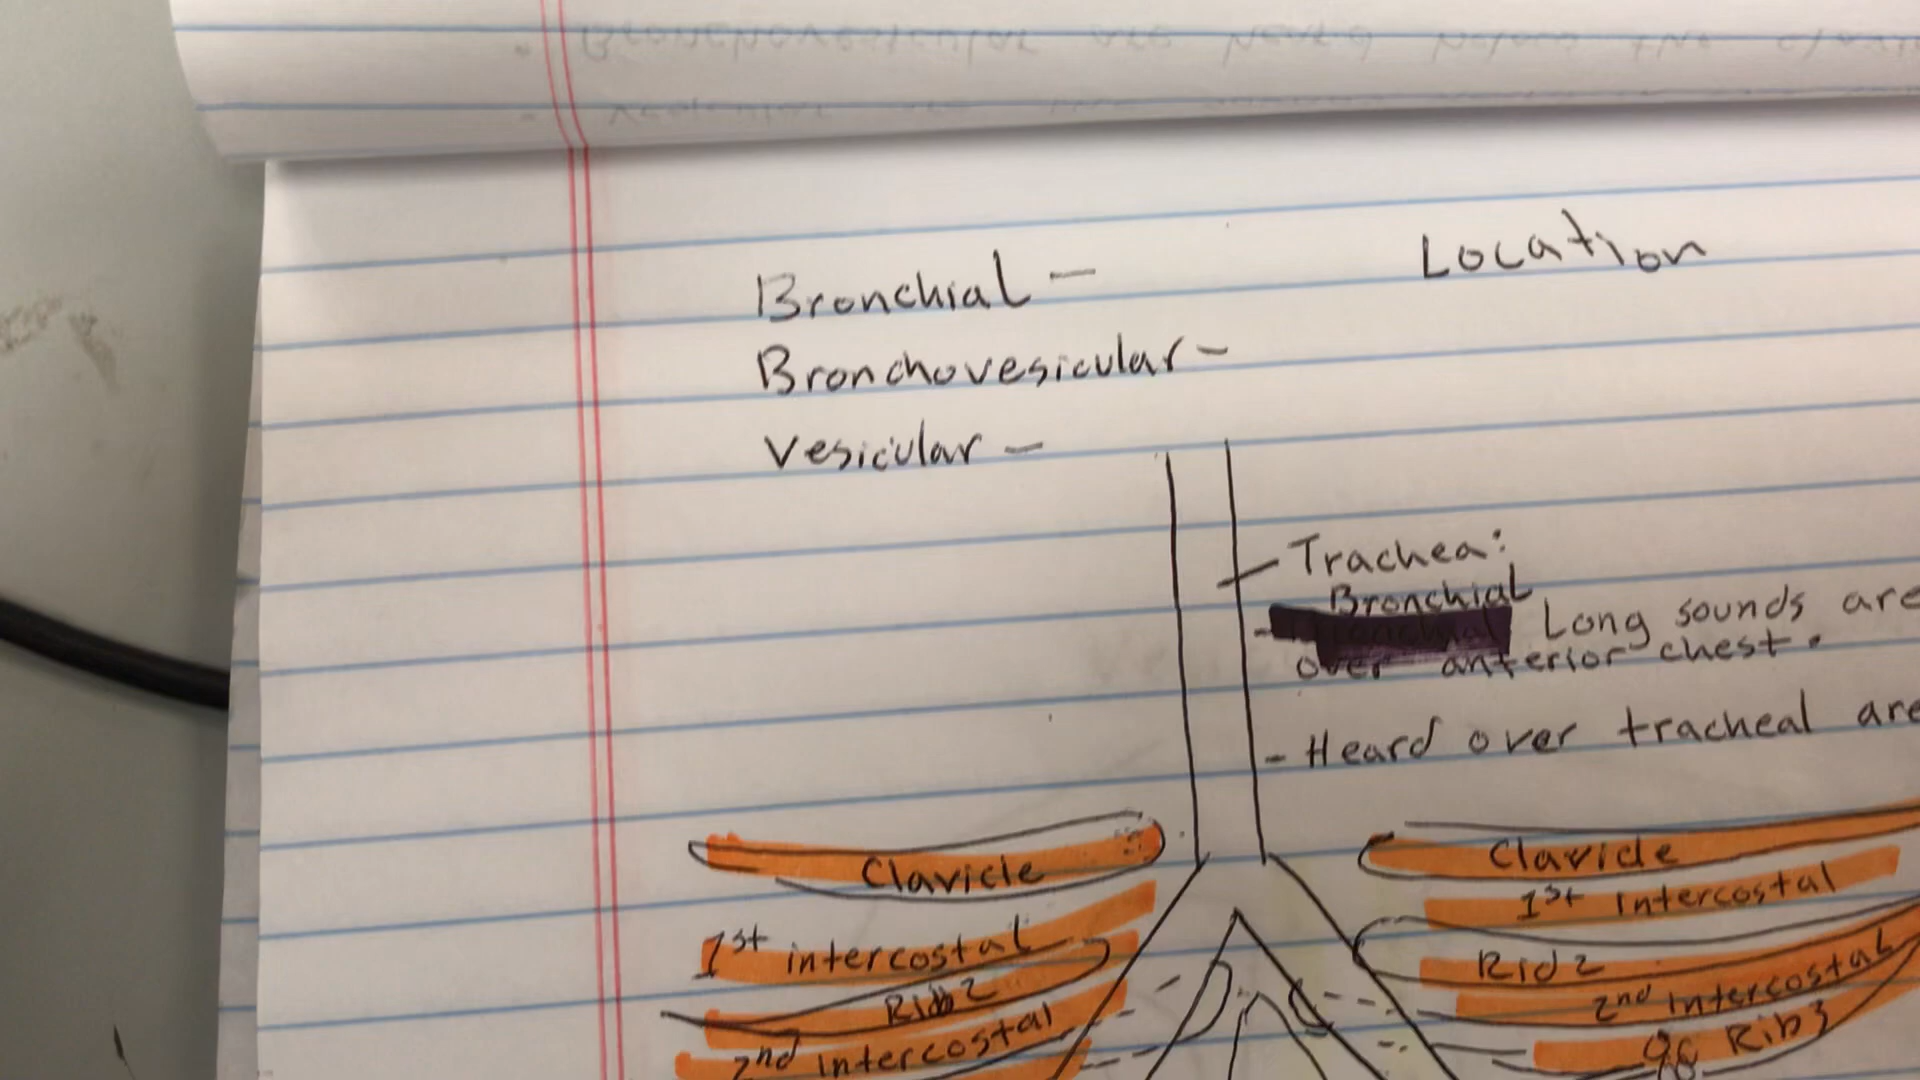 Bronchial -
Location
Bronchovesicular -
Vesicular -
Trachea:
Bronchial
- Long sounds are
over anterior chest.
- Heard over tracheal are
Clavicle
Clavicle
1st intercostal
1st intercostal
Rid 2
Rib 2
2nd intercostal
2nd intercostal
Rib 3